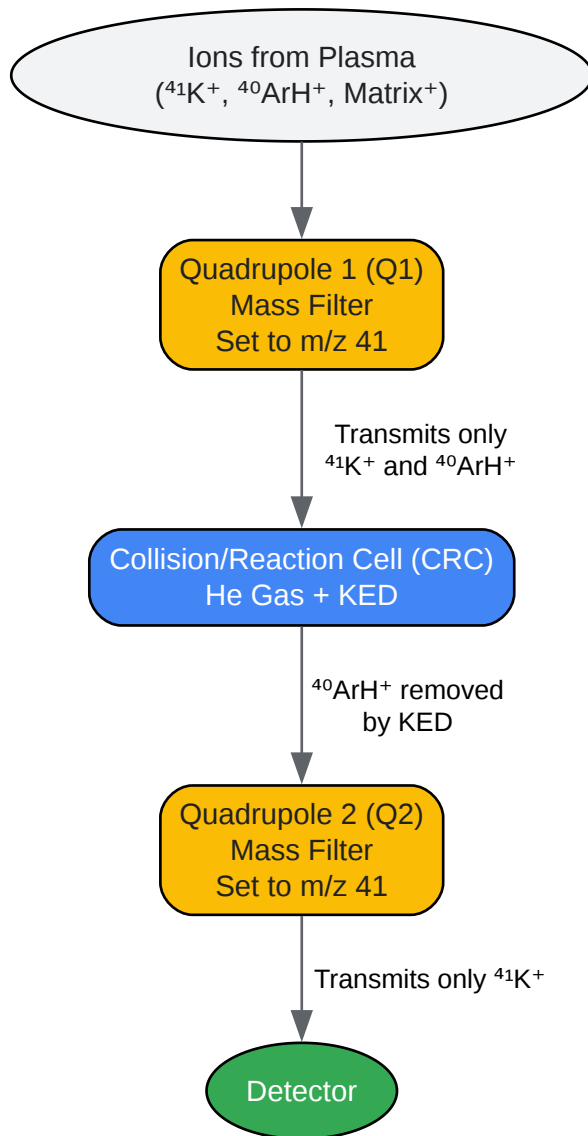 Ions from Plasma
(⁴¹K⁺, ⁴⁰ArH⁺, Matrix⁺)
Quadrupole 1 (Q1)
Mass Filter
Set to m/z 41
Transmits only
⁴¹K⁺ and ⁴⁰ArH⁺
Collision/Reaction Cell (CRC)
He Gas + KED
⁴⁰ArH⁺ removed
by KED
Quadrupole 2 (Q2)
Mass Filter
Set to m/z 41
Transmits only ⁴¹K⁺
Detector